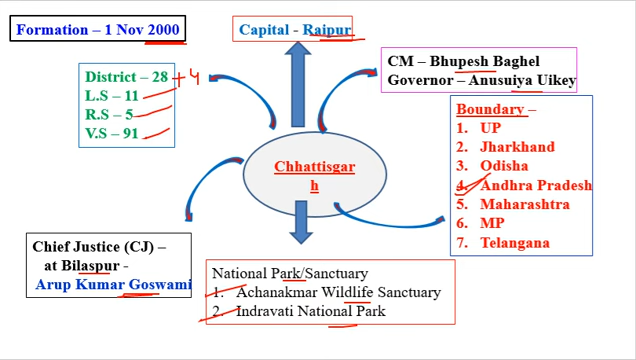 Formation – 1 Nov 2000
Capital - Raipur
CM – Bhupesh Baghel
Governor – Anusuiya Uikey
District – 28 + 4
L.S – 11
R.S – 5
V.S – 91
Boundary –
1. UP
2. Jharkhand
3. Odisha
4. Andhra Pradesh
5. Maharashtra
6. MP
7. Telangana
Chhattisgar
h
Chief Justice (CJ) –
at Bilaspur -
Arup Kumar Goswami
National Park/Sanctuary
1. Achanakmar Wildlife Sanctuary
2. Indravati National Park